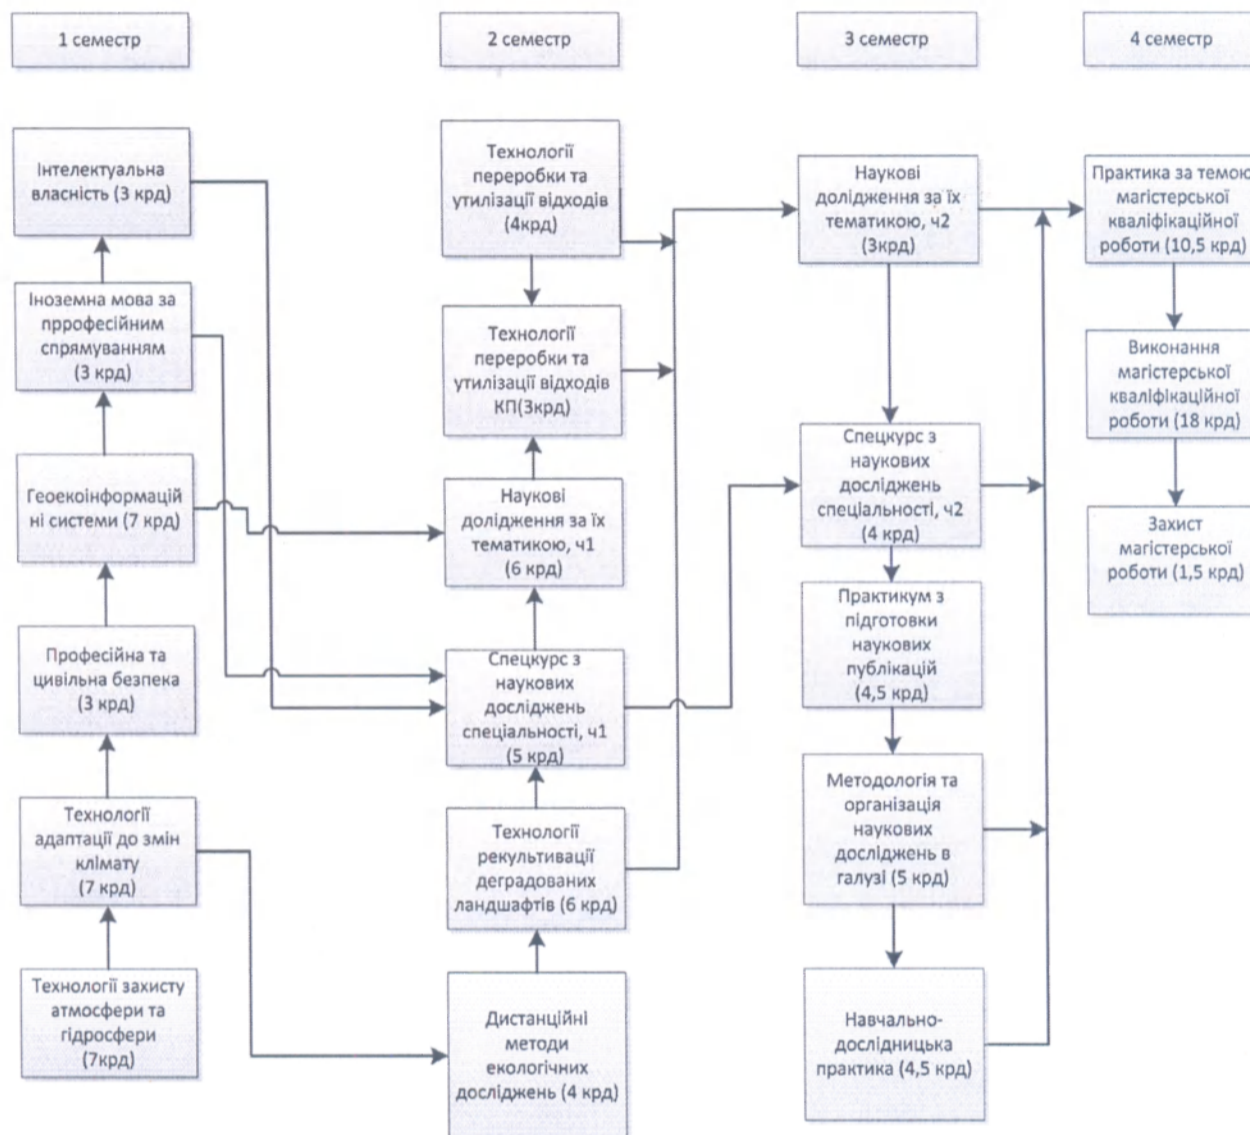 1 семестр
2 семестр
3 семестр
4 семестр
Інтелектуальна
власність (3 крд)
Іноземна мова за
пррофесійним
спрямуванням
(3 крд)
Геоекоінформацій
ні системи (7 крд)
Професійна та
цивільна безпека
(3 крд)
Технології
адаптації до змін
клімату
(7 крд)
Технології захисту
атмосфери та
гідросфери
(7крд)
Технології
переробки та
утилізації відходів
(4крд)
Технології
переробки та
утилізації відходів
КП(3крд)
Наукові
долідження за їх
тематикою, ч1
(6 крд)
Спецкурс з
наукових
досліджень
спеціальності, ч1
(5 крд)
Технології
рекультивації
деградованих
ландшафтів (6 крд)
Дистанційні
методи
екологічних
досліджень (4 крд)
Наукові
долідження за їх
тематикою, ч2
(3крд)
Спецкурс з
наукових
досліджень
спеціальності, ч2
(4 крд)
Практикум з
підготовки
наукових
публікацій
(4,5 крд)
Методологія та
організація
наукових
досліджень в
галузі (5 крд)
Навчально-
дослідницька
практика (4,5 крд)
Практика за темою
магістерської
кваліфікаційної
роботи (10,5 крд)
Виконання
магістерської
кваліфікаційної
роботи (18 крд)
Захист
магістерської
роботи (1,5 крд)